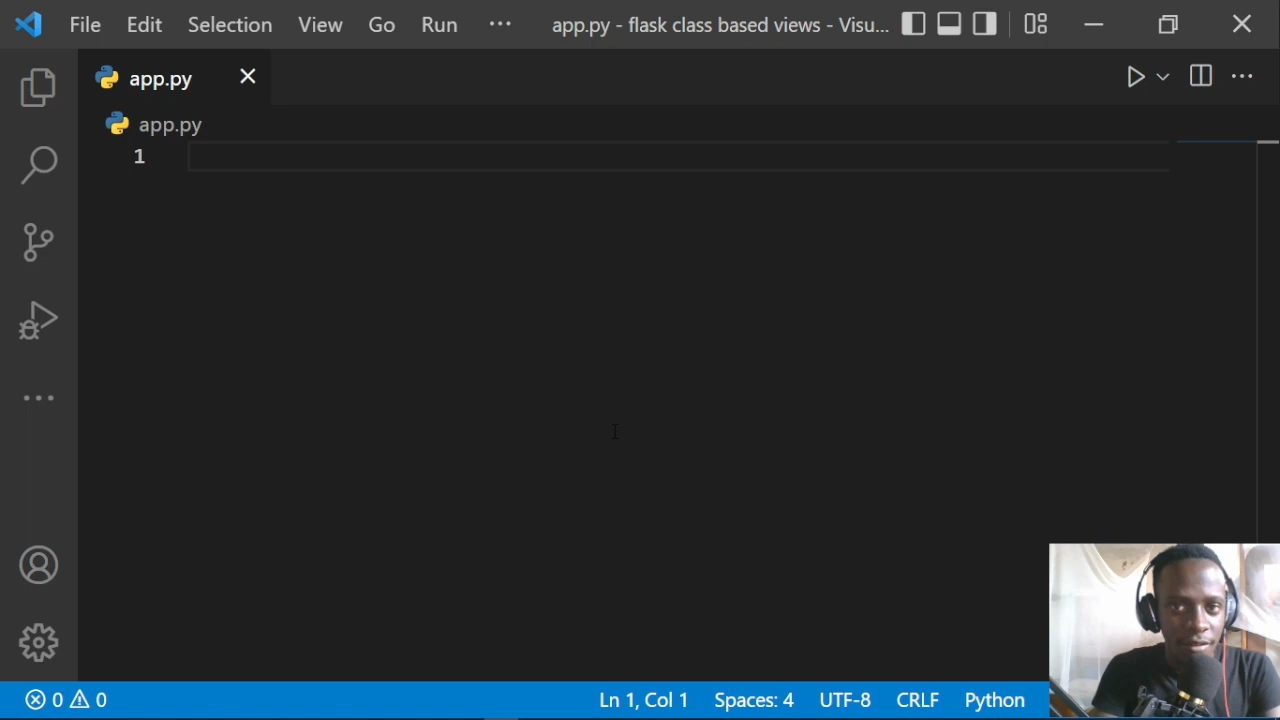 File Edit Selection View Go Run ··· app.py - flask class based views - Visu...
app.py
app.py
1
0 0 Ln 1, Col 1 Spaces: 4 UTF-8 CRLF Python